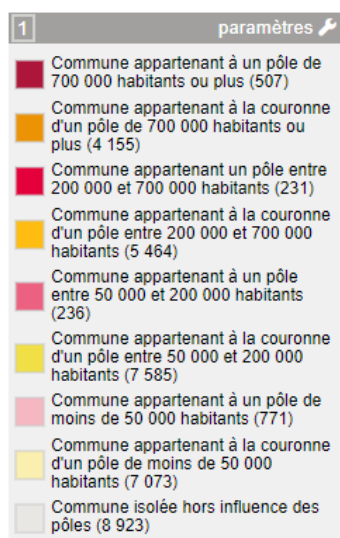 1 paramètres
Commune appartenant à un pôle de
700 000 habitants ou plus (507)
Commune appartenant à la couronne
d'un pôle de 700 000 habitants ou
plus (4 155)
Commune appartenant un pôle entre
200 000 et 700 000 habitants (231)
Commune appartenant à la couronne
d'un pôle entre 200 000 et 700 000
habitants (5 464)
Commune appartenant à un pôle
entre 50 000 et 200 000 habitants
(236)
Commune appartenant à la couronne
d'un pôle entre 50 000 et 200 000
habitants (7 585)
Commune appartenant à un pôle de
moins de 50 000 habitants (771)
Commune appartenant à la couronne
d'un pôle de moins de 50 000
habitants (7 073)
Commune isolée hors influence des
pôles (8 923)